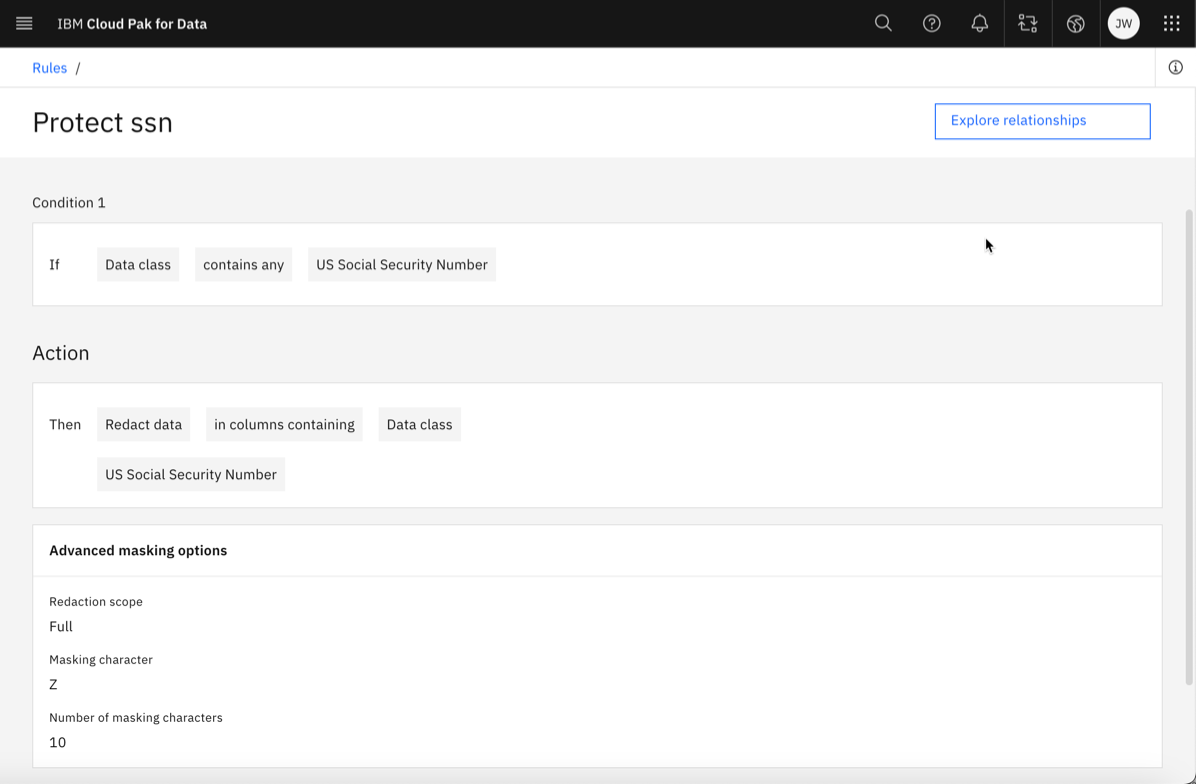 IBM Cloud Pak for Data JW
Rules /
Protect ssn
Explore relationships
Condition 1
If Data class contains any US Social Security Number
Action
Then Redact data in columns containing Data class
US Social Security Number
Advanced masking options
Redaction scope
Full
Masking character
Z
Number of masking characters
10